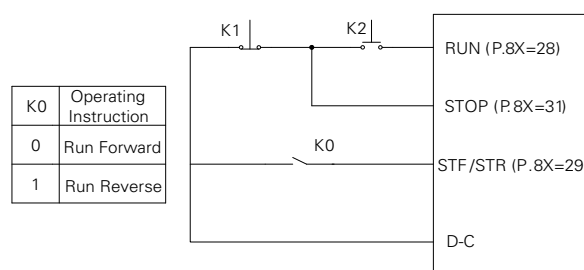 K1
K2
RUN (P.8X=28)
STOP (P.8X=31)
K0
STF/STR (P.8X=29
D-C
K0 Operating Instruction
0 Run Forward
1 Run Reverse